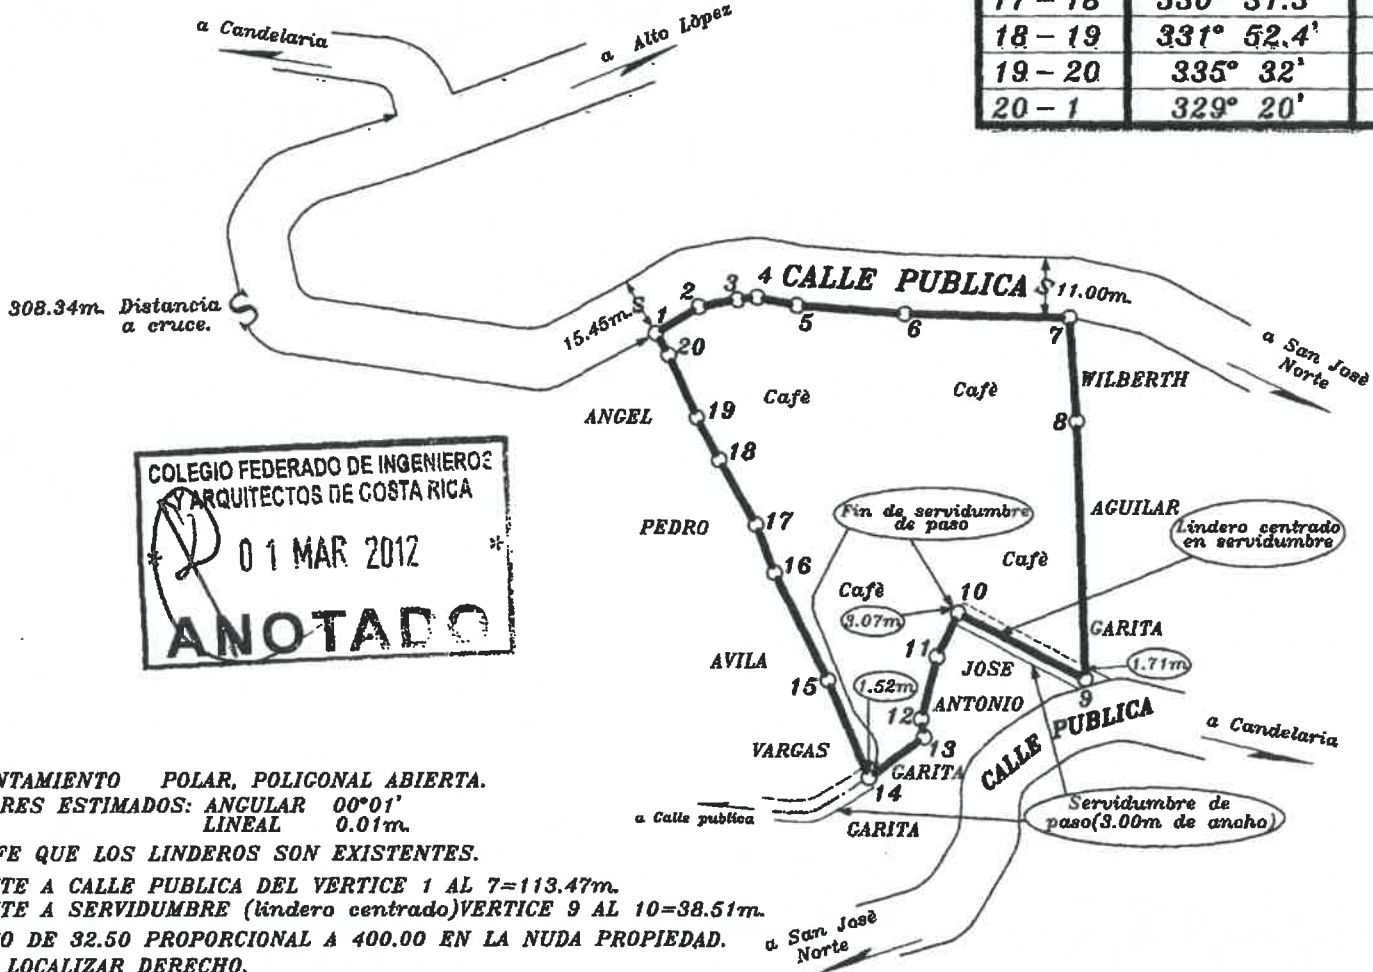 17 - 18 330° 31.3'
18 - 19 331° 52.4'
19 - 20 335° 32'
20 - 1 329° 20'
a Candelaria
a Alto Lòpez
308.34m. Distancia
a cruce.
15.45m.
S
S
S
CALLE PUBLICA
11.00m.
a San Josè
Norte
1
2
3
4
5
6
7
8
9
10
11
12
13
14
15
16
17
18
19
20
Cafè
Cafè
Cafè
Cafè
ANGEL
PEDRO
AVILA
VARGAS
WILBERTH
AGUILAR
GARITA
JOSE
ANTONIO
GARITA
GARITA
Fin de servidumbre
de paso
Lindero centrado
en servidumbre
3.07m
1.52m
1.71m
CALLE PUBLICA
a Candelaria
Servidumbre de
paso(3.00m de ancho)
a Calle publica
a San Josè
Norte
COLEGIO FEDERADO DE INGENIEROS
Y ARQUITECTOS DE COSTA RICA
* 01 MAR 2012 *
ANOTADO
NTAMIENTO POLAR, POLIGONAL ABIERTA.
RES ESTIMADOS: ANGULAR 00°01'
LINEAL 0.01m.
FE QUE LOS LINDEROS SON EXISTENTES.
TE A CALLE PUBLICA DEL VERTICE 1 AL 7=113.47m.
TE A SERVIDUMBRE (lindero centrado)VERTICE 9 AL 10=38.51m.
O DE 32.50 PROPORCIONAL A 400.00 EN LA NUDA PROPIEDAD.
LOCALIZAR DERECHO.